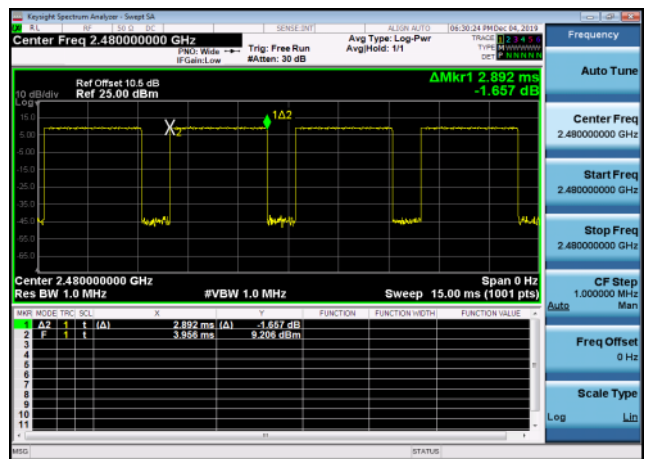 Keysight Spectrum Analyzer - Swept SA
RL RF 50 Ω DC SENSE:INT ALIGN AUTO 06:30:24 PM Dec 04, 2019
Center Freq 2.480000000 GHz
PNO: Wide
IFGain:Low
Trig: Free Run
#Atten: 30 dB
Avg Type: Log-Pwr
Avg|Hold: 1/1
TRACE 1 2 3 4 5 6
TYPE M W W W W W
DET P N N N N N
ΔMkr1 2.892 ms
-1.657 dB
Ref Offset 10.5 dB
Ref 25.00 dBm
10 dB/div
Log
15.0
5.00
-5.00
-15.0
-25.0
-35.0
-45.0
-55.0
-65.0
X2
1Δ2
Center 2.480000000 GHz
Res BW 1.0 MHz
#VBW 1.0 MHz
Span 0 Hz
Sweep 15.00 ms (1001 pts)
MKR MODE TRC SCL X Y FUNCTION FUNCTION WIDTH FUNCTION VALUE
1 Δ2 1 t (Δ) 2.892 ms (Δ) -1.657 dB
2 F 1 t 3.956 ms 9.206 dBm
3
4
5
6
7
8
9
10
11
MSG
STATUS
Frequency
Auto Tune
Center Freq
2.480000000 GHz
Start Freq
2.480000000 GHz
Stop Freq
2.480000000 GHz
CF Step
1.000000 MHz
Auto Man
Freq Offset
0 Hz
Scale Type
Log Lin